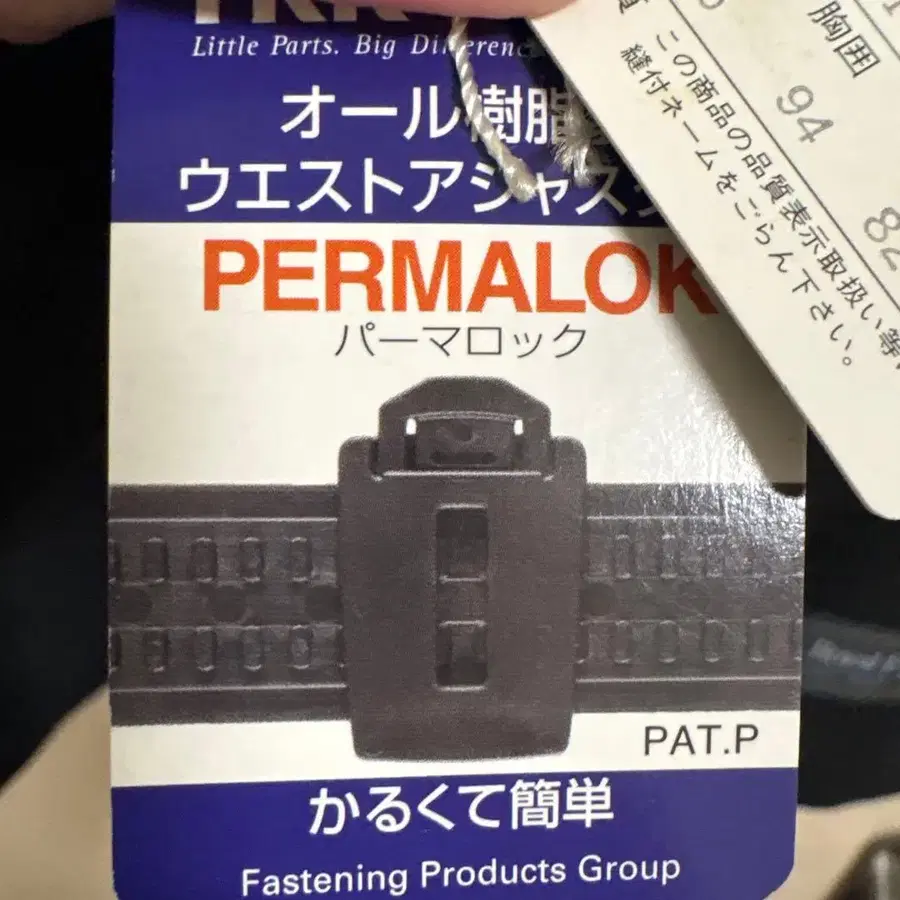 Little Parts. Big
オール樹脂
ウエストアジャスタ
PERMALOK
パーマロック
PAT.P
かるくて簡単
Fastening Products Group
胸囲
94
82
この商品の品質表示取扱い等
縫付ネームをごらん下さい。